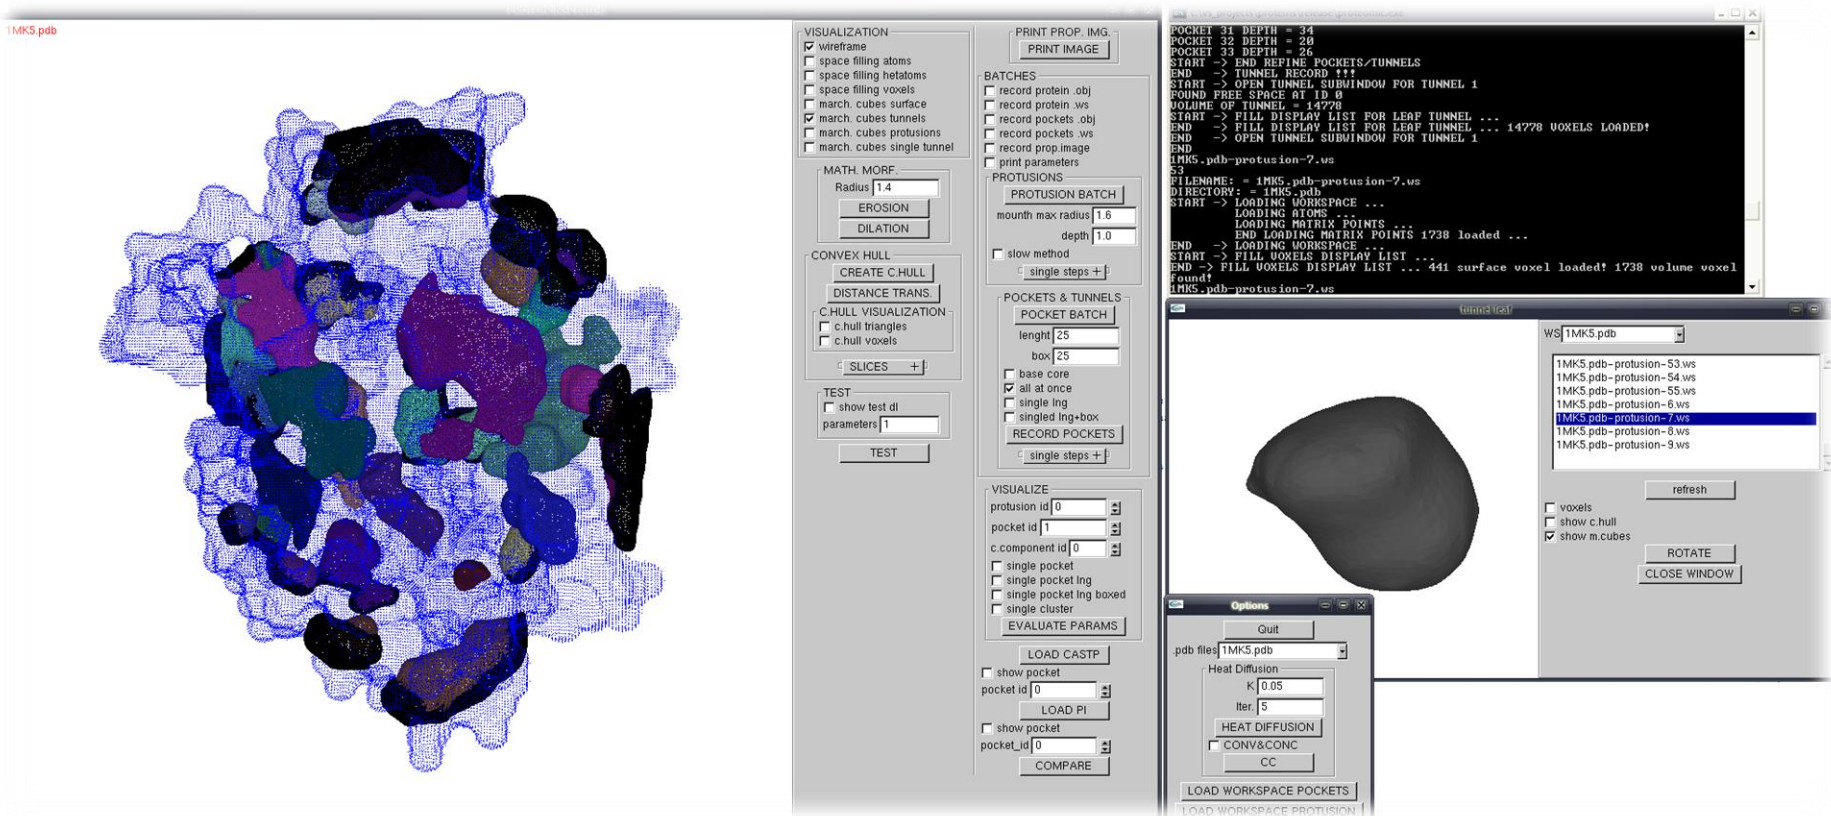 1MK5.pdb
VISUALIZATION
wireframe
space filling atoms
space filling hetatoms
space filling voxels
march. cubes surface
march. cubes tunnels
march. cubes protusions
march. cubes single tunnel
MATH. MORF.
Radius 1.4
EROSION
DILATION
CONVEX HULL
CREATE C.HULL
DISTANCE TRANS.
C.HULL VISUALIZATION
c.hull triangles
c.hull voxels
SLICES +
TEST
show test dl
parameters 1
TEST
PRINT PROP. IMG.
PRINT IMAGE
BATCHES
record protein .obj
record protein .ws
record pockets .obj
record pockets .ws
record prop.image
print parameters
PROTUSIONS
PROTUSION BATCH
mounth max radius 1.6
depth 1.0
slow method
single steps +
POCKETS & TUNNELS
POCKET BATCH
lenght 25
box 25
base core
all at once
single lng
singled lng+box
RECORD POCKETS
single steps +
VISUALIZE
protusion id 0
pocket id 1
c.component id 0
single pocket
single pocket lng
single pocket lng boxed
single cluster
EVALUATE PARAMS
LOAD CASTP
show pocket
pocket id 0
LOAD PI
show pocket
pocket_id 0
COMPARE
POCKET 31 DEPTH = 34
POCKET 32 DEPTH = 20
POCKET 33 DEPTH = 26
START -> END REFINE POCKETS/TUNNELS
END -> TUNNEL RECORD !!!
START -> OPEN TUNNEL SUBWINDOW FOR TUNNEL 1
FOUND FREE SPACE AT ID 0
VOLUME OF TUNNEL = 14778
START -> FILL DISPLAY LIST FOR LEAF TUNNEL ...
END -> FILL DISPLAY LIST FOR LEAF TUNNEL ... 14778 VOXELS LOADED!
END -> OPEN TUNNEL SUBWINDOW FOR TUNNEL 1
END
1MK5.pdb-protusion-7.ws
53
FILENAME: = 1MK5.pdb-protusion-7.ws
DIRECTORY: = 1MK5.pdb
START -> LOADING WORKSPACE ...
LOADING ATOMS ...
LOADING MATRIX POINTS ...
END LOADING MATRIX POINTS 1738 loaded ...
END -> LOADING WORKSPACE ...
START -> FILL VOXELS DISPLAY LIST ...
END -> FILL VOXELS DISPLAY LIST ... 441 surface voxel loaded! 1738 volume voxel
found!
1MK5.pdb-protusion-7.ws
tunnel leaf
WS 1MK5.pdb
1MK5.pdb-protusion-53.ws
1MK5.pdb-protusion-54.ws
1MK5.pdb-protusion-55.ws
1MK5.pdb-protusion-6.ws
1MK5.pdb-protusion-7.ws
1MK5.pdb-protusion-8.ws
1MK5.pdb-protusion-9.ws
refresh
voxels
show c.hull
show m.cubes
ROTATE
CLOSE WINDOW
Options
Quit
.pdb files 1MK5.pdb
Heat Diffusion
K 0.05
Iter. 5
HEAT DIFFUSION
CONV&CONC
CC
LOAD WORKSPACE POCKETS
LOAD WORKSPACE PROTUSION